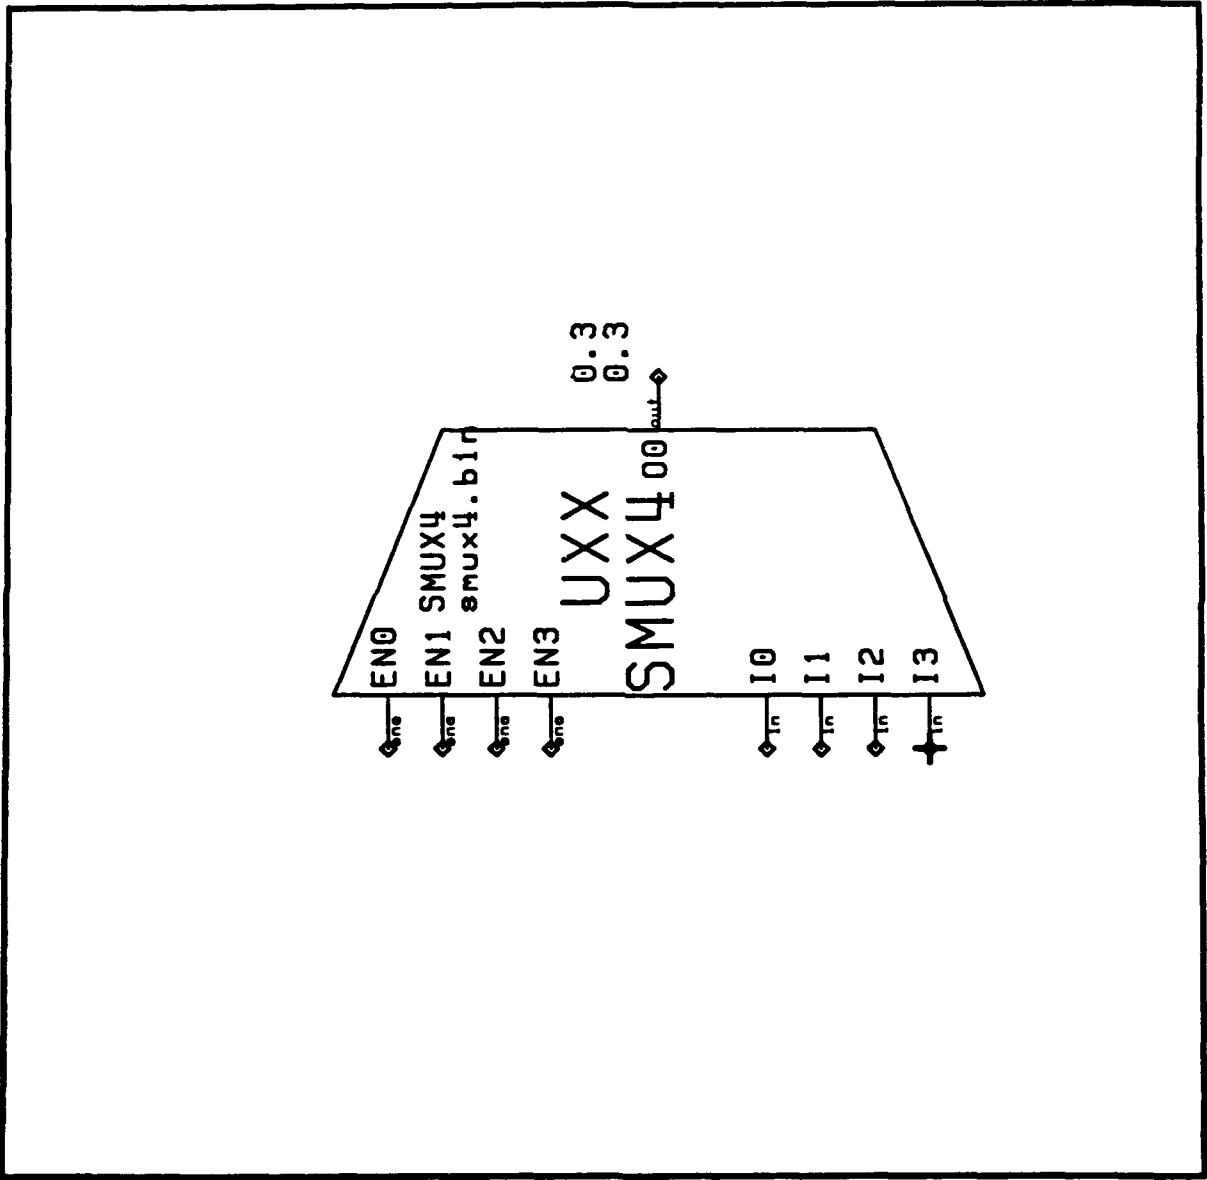 EN0
EN1
SMUX4
smux4.bin
EN2
EN3
UXX
0.3
0.3
SMUX4
OO
out
I0
I1
I2
I3
ena
ena
ena
ena
in
in
in
in